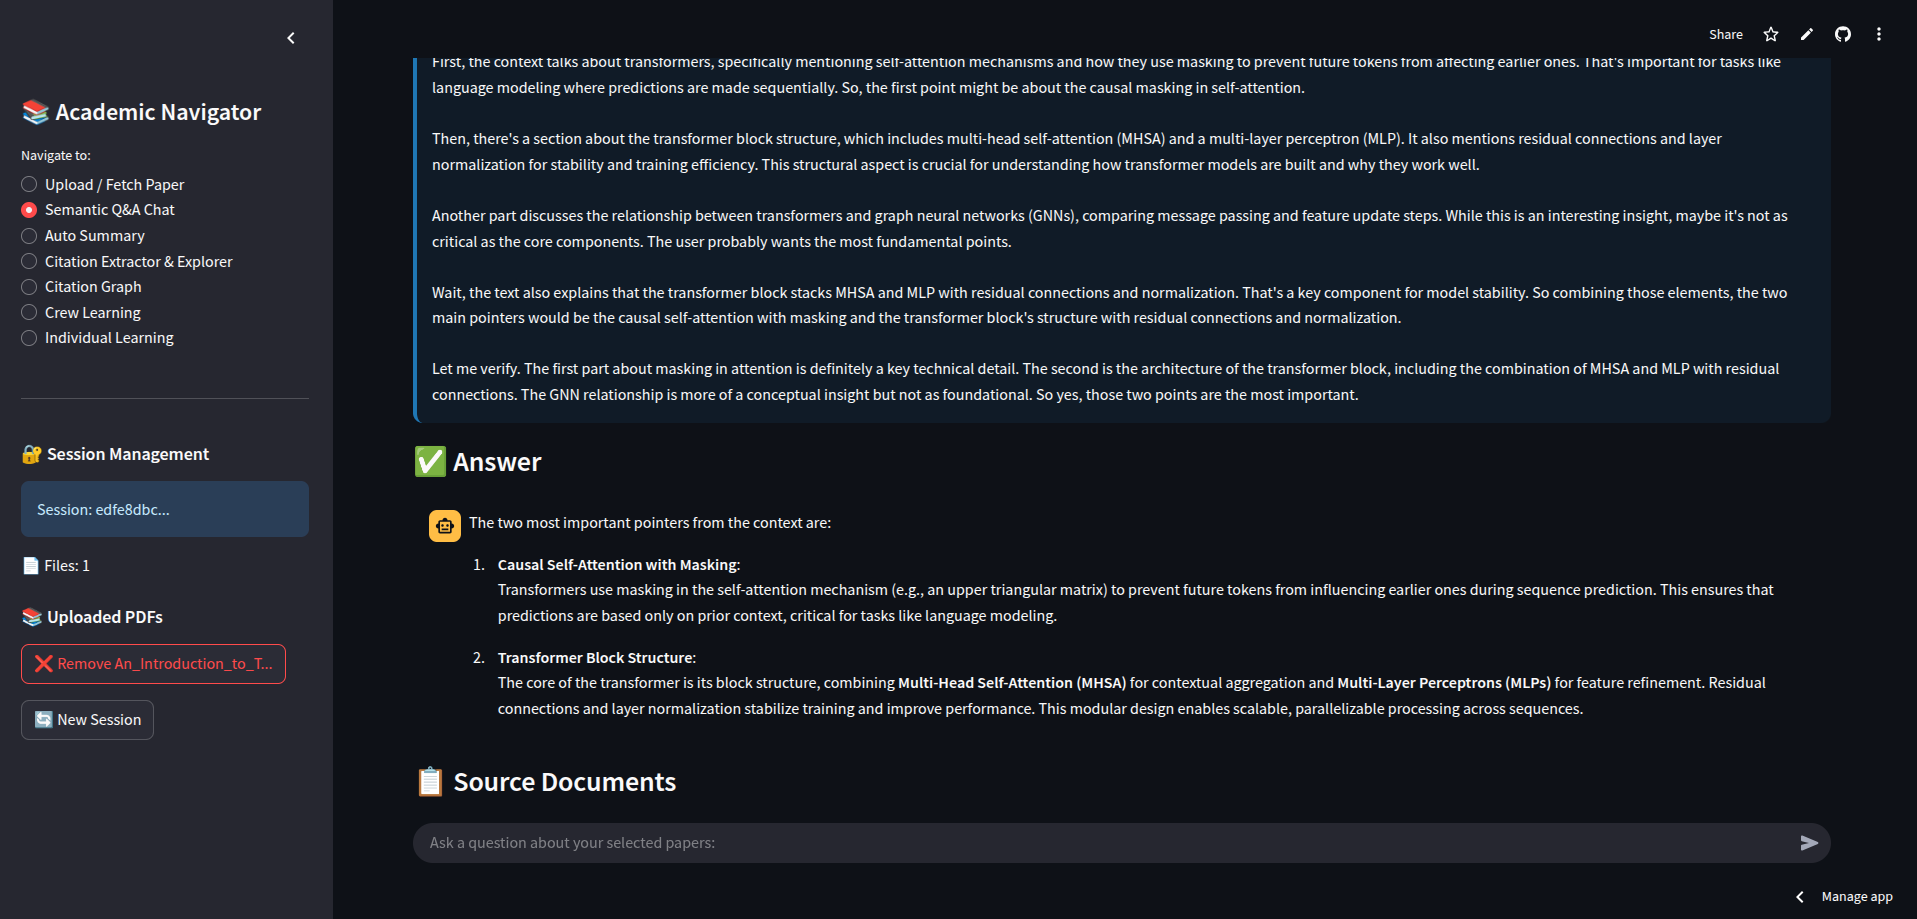 Share
📚 Academic Navigator
Navigate to:
Upload / Fetch Paper
Semantic Q&A Chat
Auto Summary
Citation Extractor & Explorer
Citation Graph
Crew Learning
Individual Learning
🔐 Session Management
Session: edfe8dbc...
📄 Files: 1
📚 Uploaded PDFs
❌ Remove An_Introduction_to_T...
🔄 New Session
First, the context talks about transformers, specifically mentioning self-attention mechanisms and how they use masking to prevent future tokens from affecting earlier ones. That's important for tasks like
language modeling where predictions are made sequentially. So, the first point might be about the causal masking in self-attention.
Then, there's a section about the transformer block structure, which includes multi-head self-attention (MHSA) and a multi-layer perceptron (MLP). It also mentions residual connections and layer
normalization for stability and training efficiency. This structural aspect is crucial for understanding how transformer models are built and why they work well.
Another part discusses the relationship between transformers and graph neural networks (GNNs), comparing message passing and feature update steps. While this is an interesting insight, maybe it's not as
critical as the core components. The user probably wants the most fundamental points.
Wait, the text also explains that the transformer block stacks MHSA and MLP with residual connections and normalization. That's a key component for model stability. So combining those elements, the two
main pointers would be the causal self-attention with masking and the transformer block's structure with residual connections and normalization.
Let me verify. The first part about masking in attention is definitely a key technical detail. The second is the architecture of the transformer block, including the combination of MHSA and MLP with residual
connections. The GNN relationship is more of a conceptual insight but not as foundational. So yes, those two points are the most important.
✅ Answer
The two most important pointers from the context are:
1. Causal Self-Attention with Masking:
Transformers use masking in the self-attention mechanism (e.g., an upper triangular matrix) to prevent future tokens from influencing earlier ones during sequence prediction. This ensures that
predictions are based only on prior context, critical for tasks like language modeling.
2. Transformer Block Structure:
The core of the transformer is its block structure, combining Multi-Head Self-Attention (MHSA) for contextual aggregation and Multi-Layer Perceptrons (MLPs) for feature refinement. Residual
connections and layer normalization stabilize training and improve performance. This modular design enables scalable, parallelizable processing across sequences.
📋 Source Documents
Ask a question about your selected papers:
Manage app